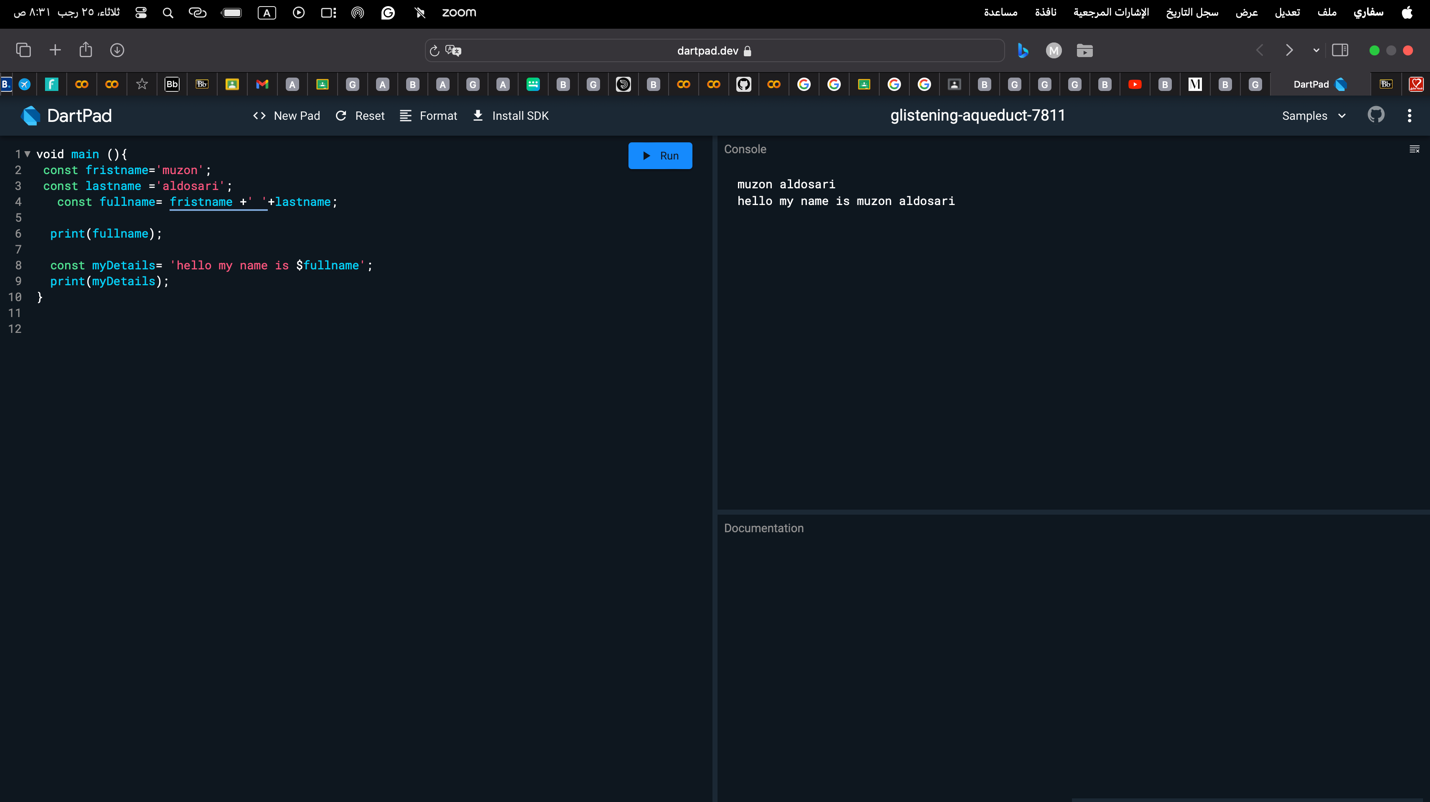 سفاري ملف تعديل عرض سجل التاريخ الإشارات المرجعية نافذة مساعدة
zoom A ثلاثاء، ٢٥ رجب ٨:٣١ ص
dartpad.dev
M
B. f Bb Bb A G A B A G A B G B B G G B B M B G DartPad Bb
DartPad
New Pad Reset Format Install SDK
glistening-aqueduct-7811
Samples
Run
1 void main (){
2 const fristname='muzon';
3 const lastname ='aldosari';
4 const fullname= fristname +' '+lastname;
5
6 print(fullname);
7
8 const myDetails= 'hello my name is $fullname';
9 print(myDetails);
10 }
11
12
Console
muzon aldosari
hello my name is muzon aldosari
Documentation